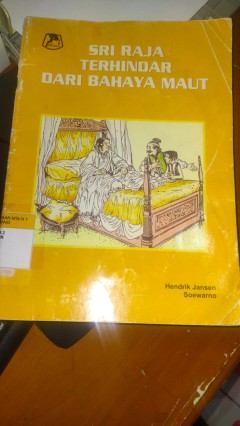 SRI RAJA
TERHINDAR
DARI BAHAYA MAUT
Hendrik Jansen
Soewarno